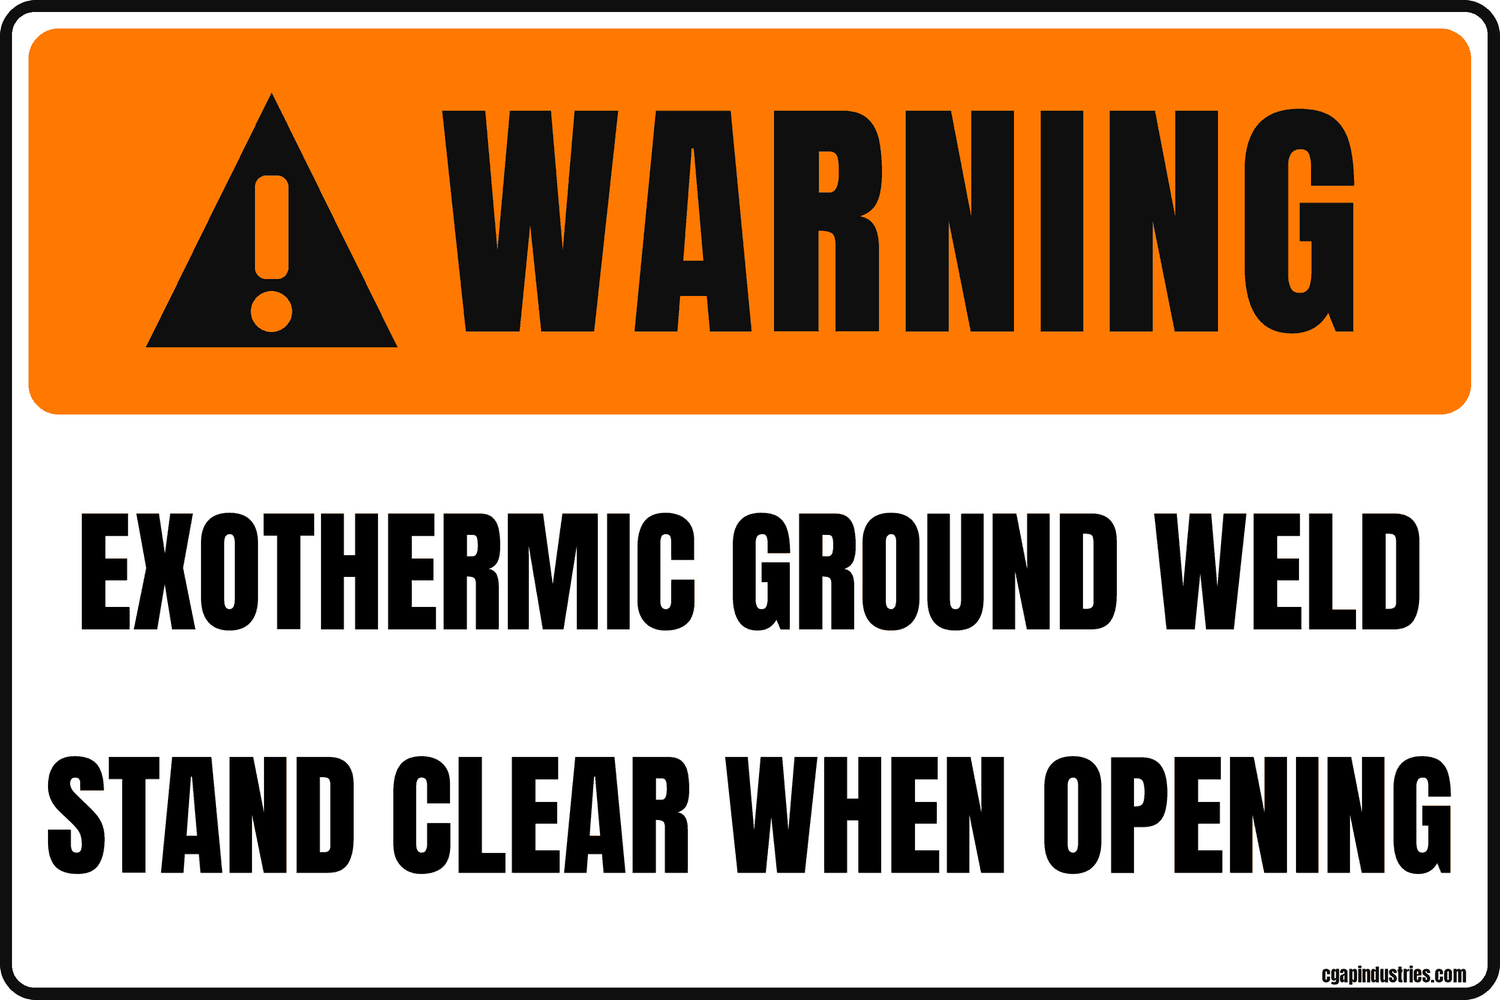 WARNING
EXOTHERMIC GROUND WELD
STAND CLEAR WHEN OPENING
cgapindustries.com